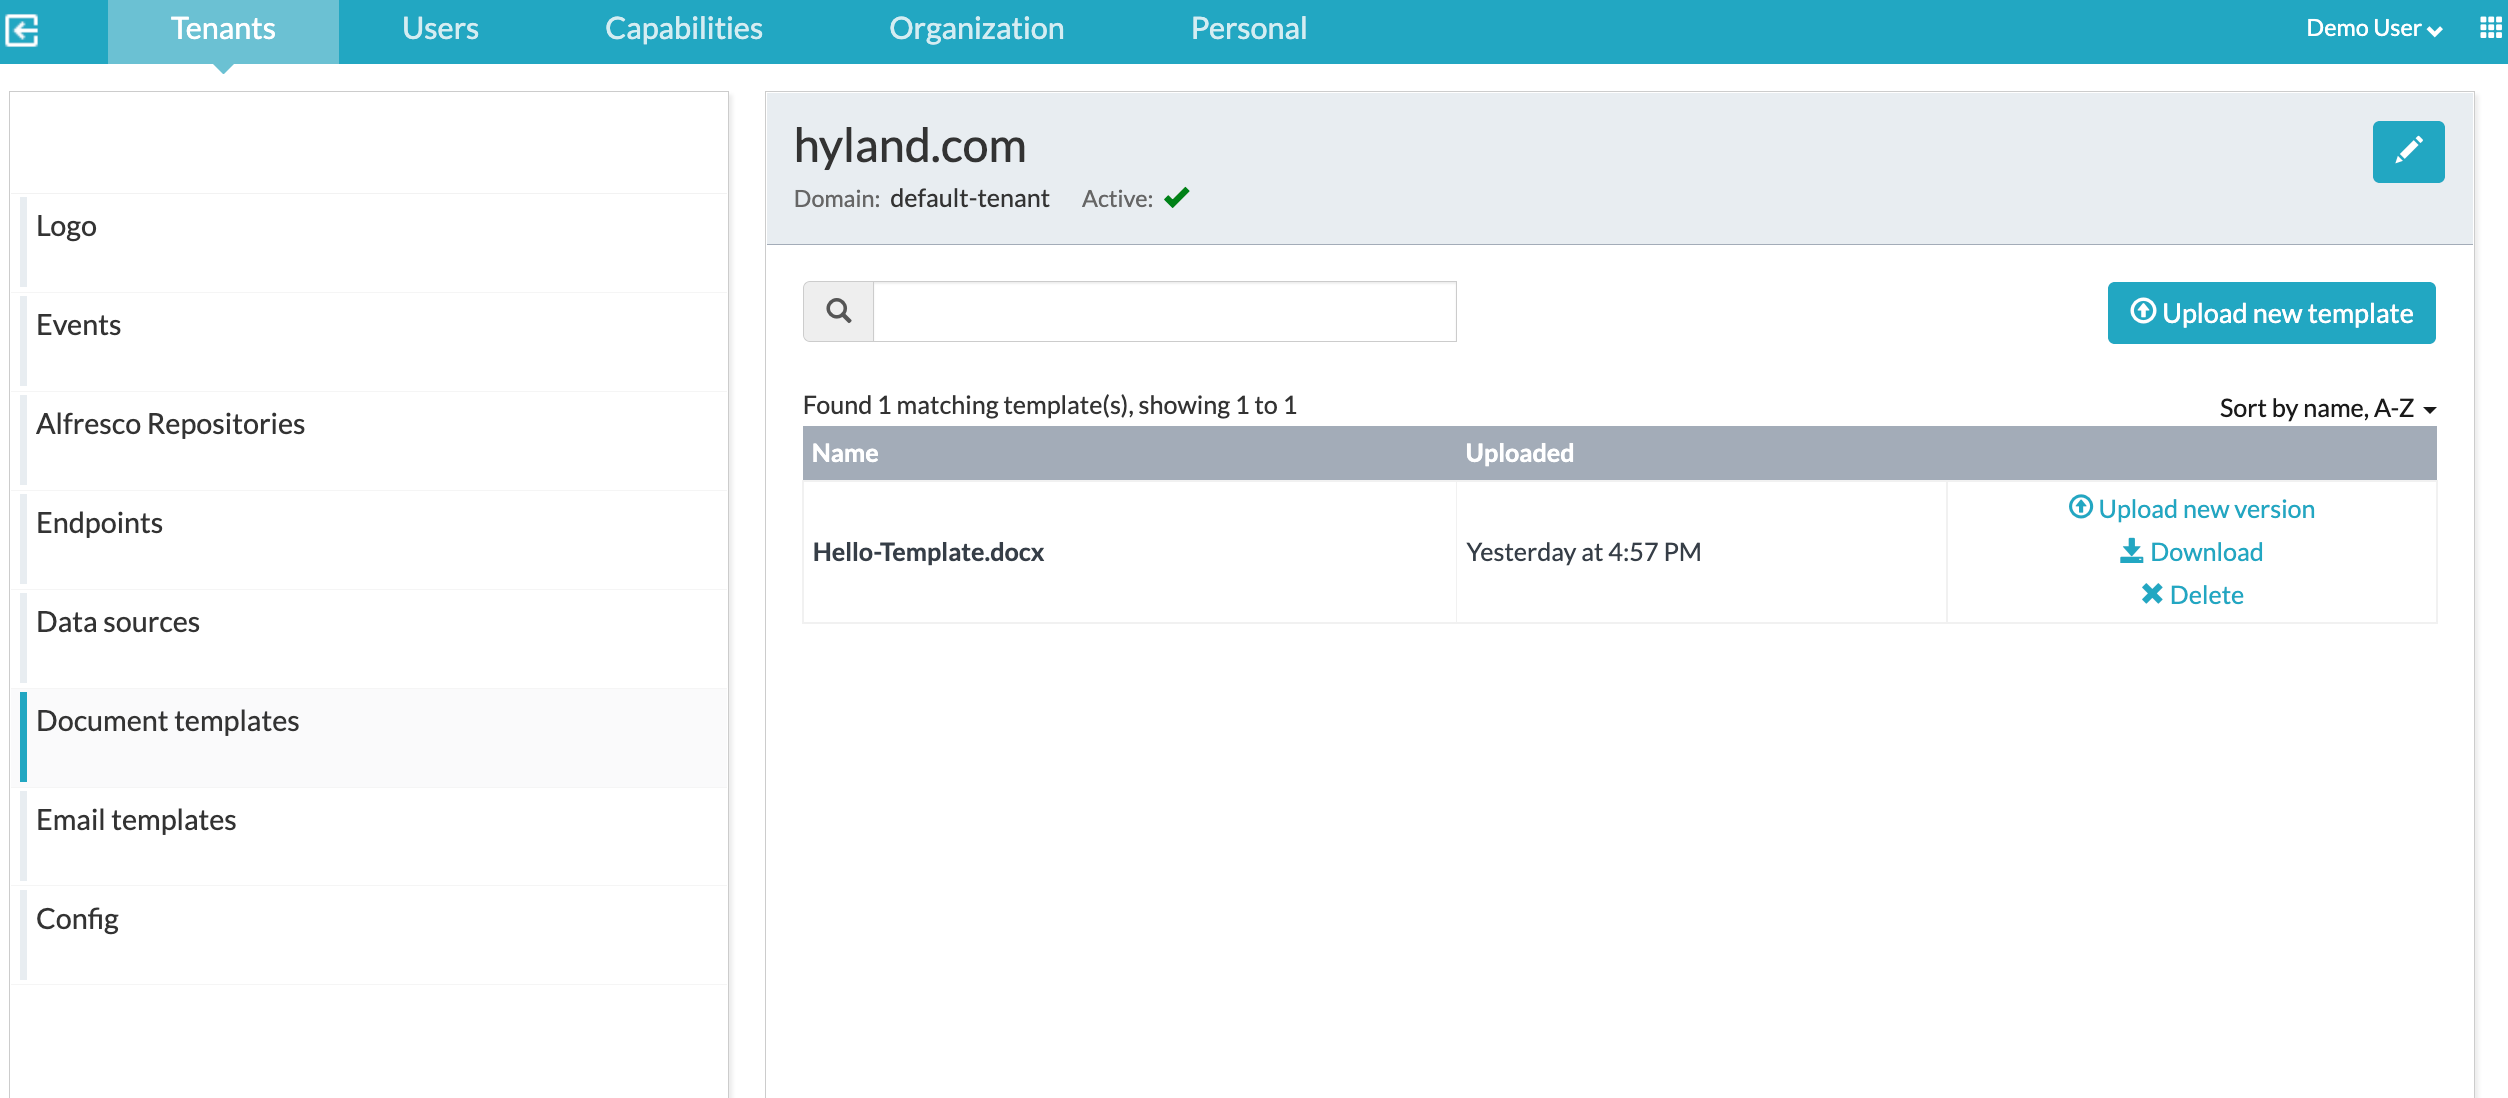 Tenants
Users
Capabilities
Organization
Personal
Demo User
hyland.com
Domain: default-tenant Active:
Logo
Events
Alfresco Repositories
Endpoints
Data sources
Document templates
Email templates
Config
Upload new template
Found 1 matching template(s), showing 1 to 1
Sort by name, A-Z
Name
Uploaded
Hello-Template.docx
Yesterday at 4:57 PM
Upload new version
Download
Delete